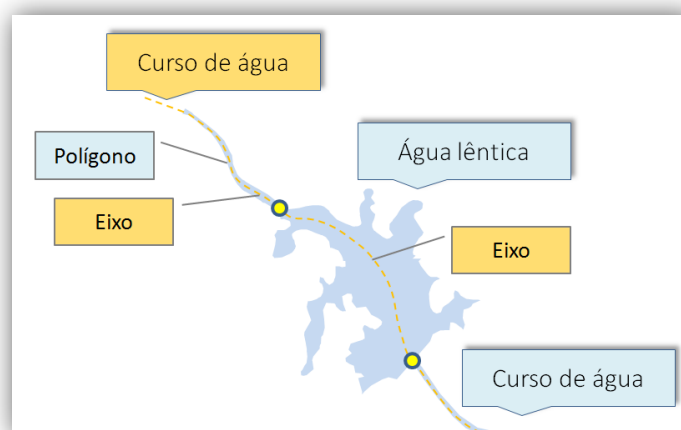 Curso de água
Polígono
Água lêntica
Eixo
Eixo
Curso de água